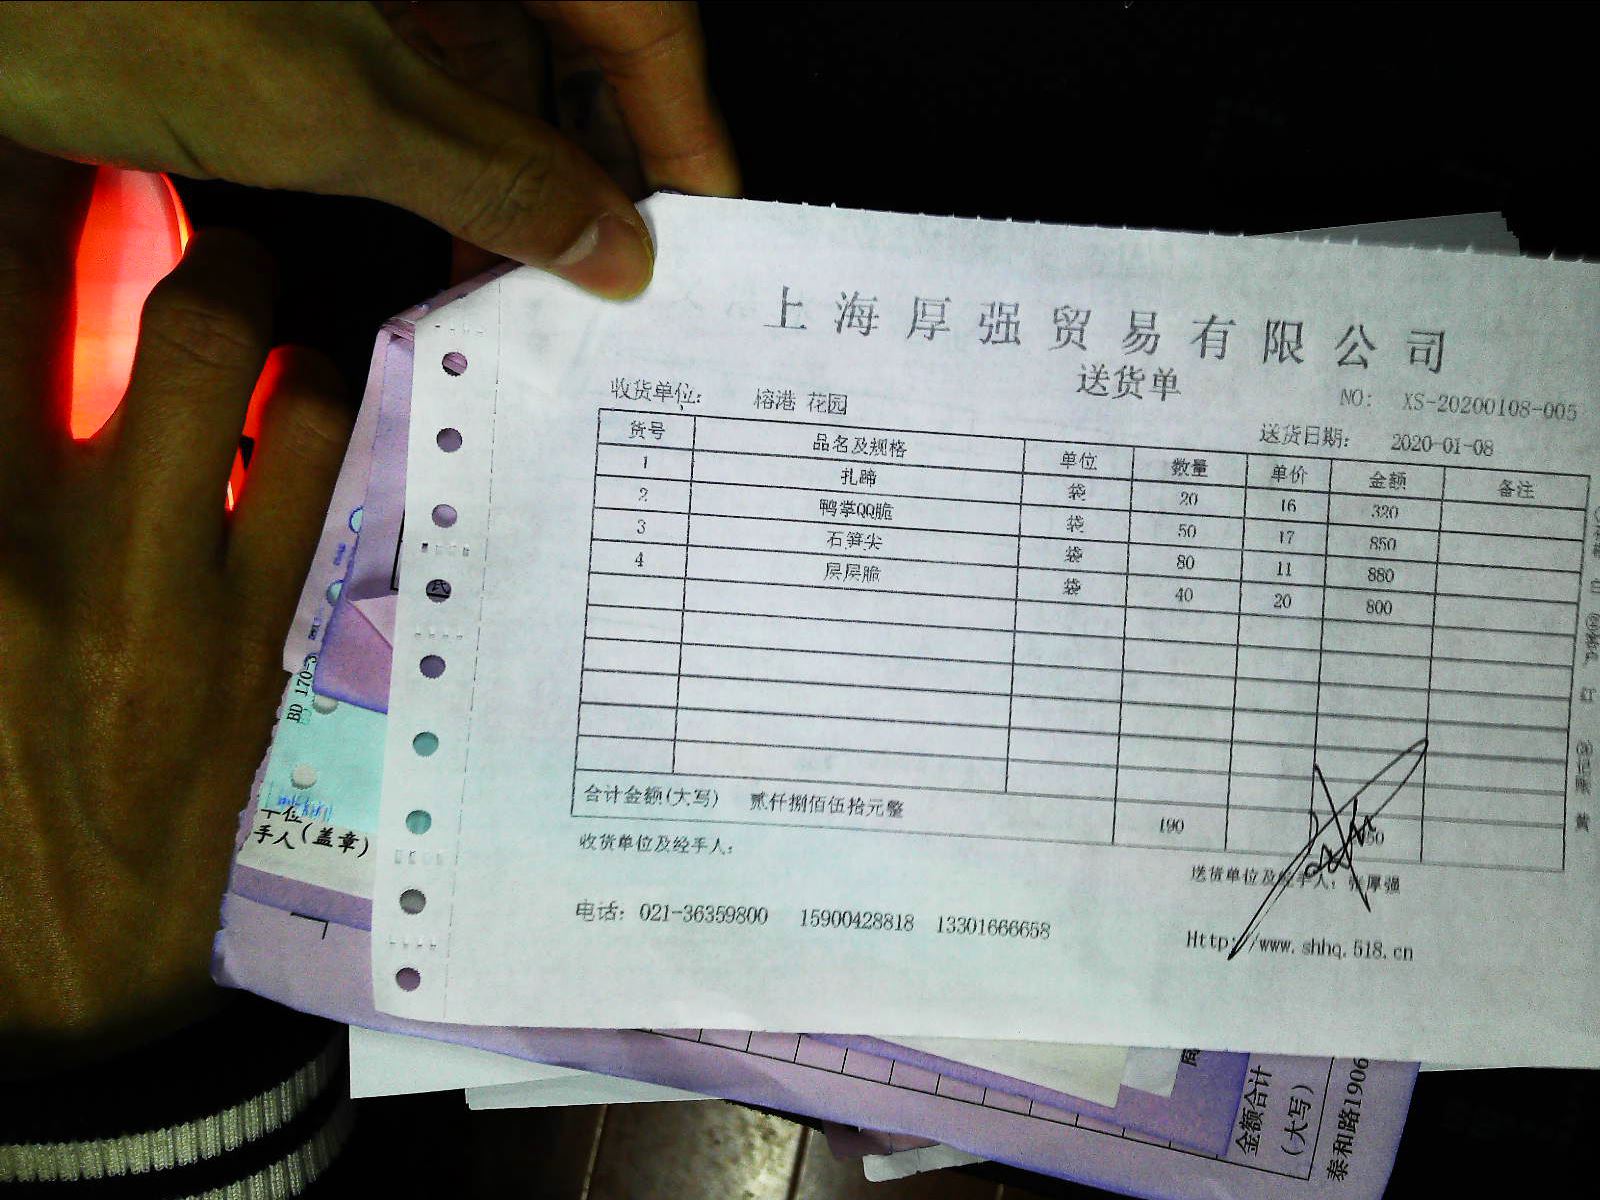 上海厚强贸易有限公司
送货单
NO: XS-20200108-005
收货单位: 榕港 花园
送货日期: 2020-01-08
货号 品名及规格 单位 数量 单价 金额 备注
1 扎蹄 袋 20 16 320
2 鸭掌QQ脆 袋 50 17 850
3 石笋尖 袋 80 11 880
4 层层脆 袋 40 20 800
合计金额(大写) 贰仟捌佰伍拾元整 190
收货单位及经手人:
送货单位及经手人: 张厚强
电话: 021-36359800 15900428818 13301666658
Http://www.shhq.518.cn
BD 170-3
手人(盖章)
金额合计
(大写)
泰和路1906